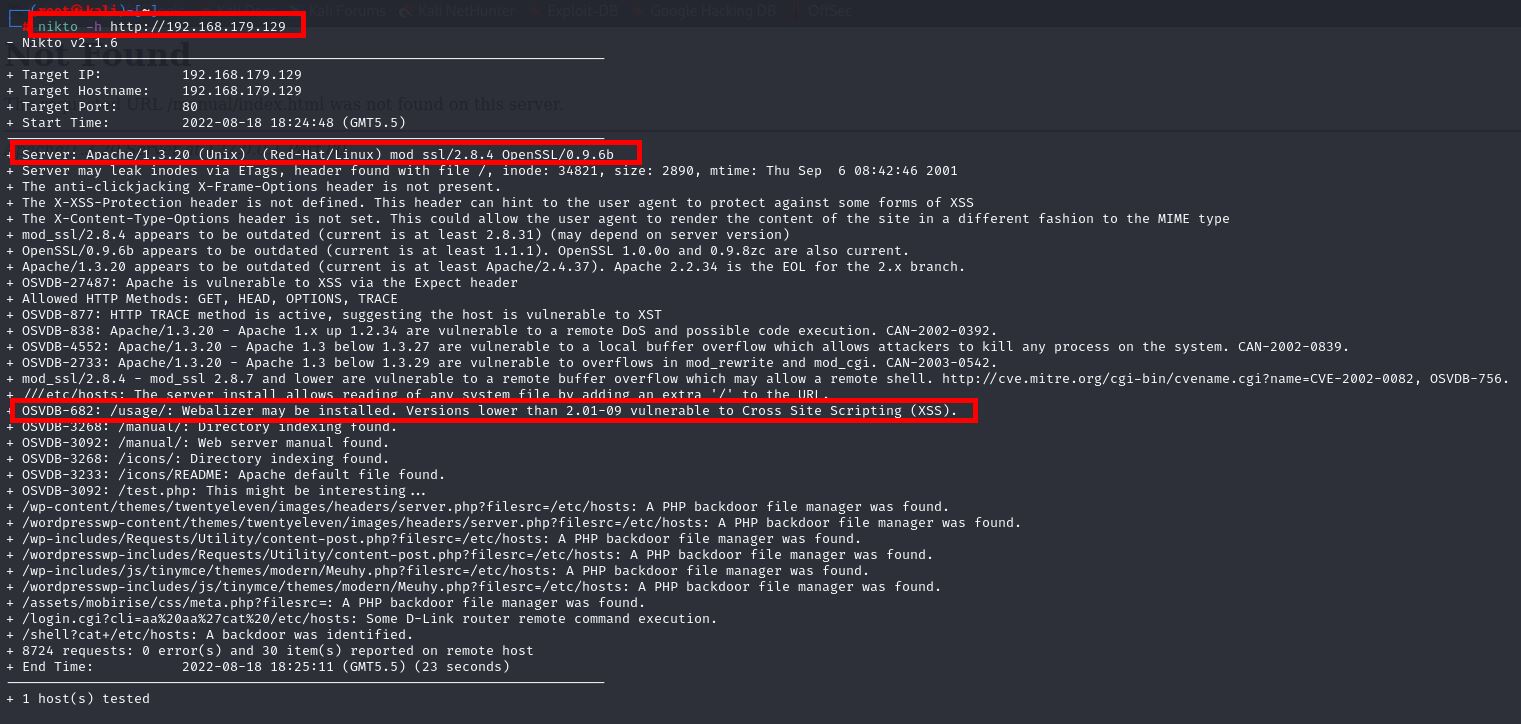 Kali Docs Kali Forums Kali NetHunter Exploit-DB Google Hacking DB OffSec
┌──(root㉿kali)-[~]
└─# nikto -h http://192.168.179.129
- Nikto v2.1.6
Not Found
+ Target IP: 192.168.179.129
+ Target Hostname: 192.168.179.129
The requested URL /manual/index.html was not found on this server.
+ Target Port: 80
+ Start Time: 2022-08-18 18:24:48 (GMT5.5)
+ Server: Apache/1.3.20 (Unix) (Red-Hat/Linux) mod_ssl/2.8.4 OpenSSL/0.9.6b
+ Server may leak inodes via ETags, header found with file /, inode: 34821, size: 2890, mtime: Thu Sep 6 08:42:46 2001
+ The anti-clickjacking X-Frame-Options header is not present.
+ The X-XSS-Protection header is not defined. This header can hint to the user agent to protect against some forms of XSS
+ The X-Content-Type-Options header is not set. This could allow the user agent to render the content of the site in a different fashion to the MIME type
+ mod_ssl/2.8.4 appears to be outdated (current is at least 2.8.31) (may depend on server version)
+ OpenSSL/0.9.6b appears to be outdated (current is at least 1.1.1). OpenSSL 1.0.0o and 0.9.8zc are also current.
+ Apache/1.3.20 appears to be outdated (current is at least Apache/2.4.37). Apache 2.2.34 is the EOL for the 2.x branch.
+ OSVDB-27487: Apache is vulnerable to XSS via the Expect header
+ Allowed HTTP Methods: GET, HEAD, OPTIONS, TRACE
+ OSVDB-877: HTTP TRACE method is active, suggesting the host is vulnerable to XST
+ OSVDB-838: Apache/1.3.20 - Apache 1.x up 1.2.34 are vulnerable to a remote DoS and possible code execution. CAN-2002-0392.
+ OSVDB-4552: Apache/1.3.20 - Apache 1.3 below 1.3.27 are vulnerable to a local buffer overflow which allows attackers to kill any process on the system. CAN-2002-0839.
+ OSVDB-2733: Apache/1.3.20 - Apache 1.3 below 1.3.29 are vulnerable to overflows in mod_rewrite and mod_cgi. CAN-2003-0542.
+ mod_ssl/2.8.4 - mod_ssl 2.8.7 and lower are vulnerable to a remote buffer overflow which may allow a remote shell. http://cve.mitre.org/cgi-bin/cvename.cgi?name=CVE-2002-0082, OSVDB-756.
+ ///etc/hosts: The server install allows reading of any system file by adding an extra '/' to the URL.
+ OSVDB-682: /usage/: Webalizer may be installed. Versions lower than 2.01-09 vulnerable to Cross Site Scripting (XSS).
+ OSVDB-3268: /manual/: Directory indexing found.
+ OSVDB-3092: /manual/: Web server manual found.
+ OSVDB-3268: /icons/: Directory indexing found.
+ OSVDB-3233: /icons/README: Apache default file found.
+ OSVDB-3092: /test.php: This might be interesting...
+ /wp-content/themes/twentyeleven/images/headers/server.php?filesrc=/etc/hosts: A PHP backdoor file manager was found.
+ /wordpresswp-content/themes/twentyeleven/images/headers/server.php?filesrc=/etc/hosts: A PHP backdoor file manager was found.
+ /wp-includes/Requests/Utility/content-post.php?filesrc=/etc/hosts: A PHP backdoor file manager was found.
+ /wordpresswp-includes/Requests/Utility/content-post.php?filesrc=/etc/hosts: A PHP backdoor file manager was found.
+ /wp-includes/js/tinymce/themes/modern/Meuhy.php?filesrc=/etc/hosts: A PHP backdoor file manager was found.
+ /wordpresswp-includes/js/tinymce/themes/modern/Meuhy.php?filesrc=/etc/hosts: A PHP backdoor file manager was found.
+ /assets/mobirise/css/meta.php?filesrc=: A PHP backdoor file manager was found.
+ /login.cgi?cli=aa%20aa%27cat%20/etc/hosts: Some D-Link router remote command execution.
+ /shell?cat+/etc/hosts: A backdoor was identified.
+ 8724 requests: 0 error(s) and 30 item(s) reported on remote host
+ End Time: 2022-08-18 18:25:11 (GMT5.5) (23 seconds)
+ 1 host(s) tested